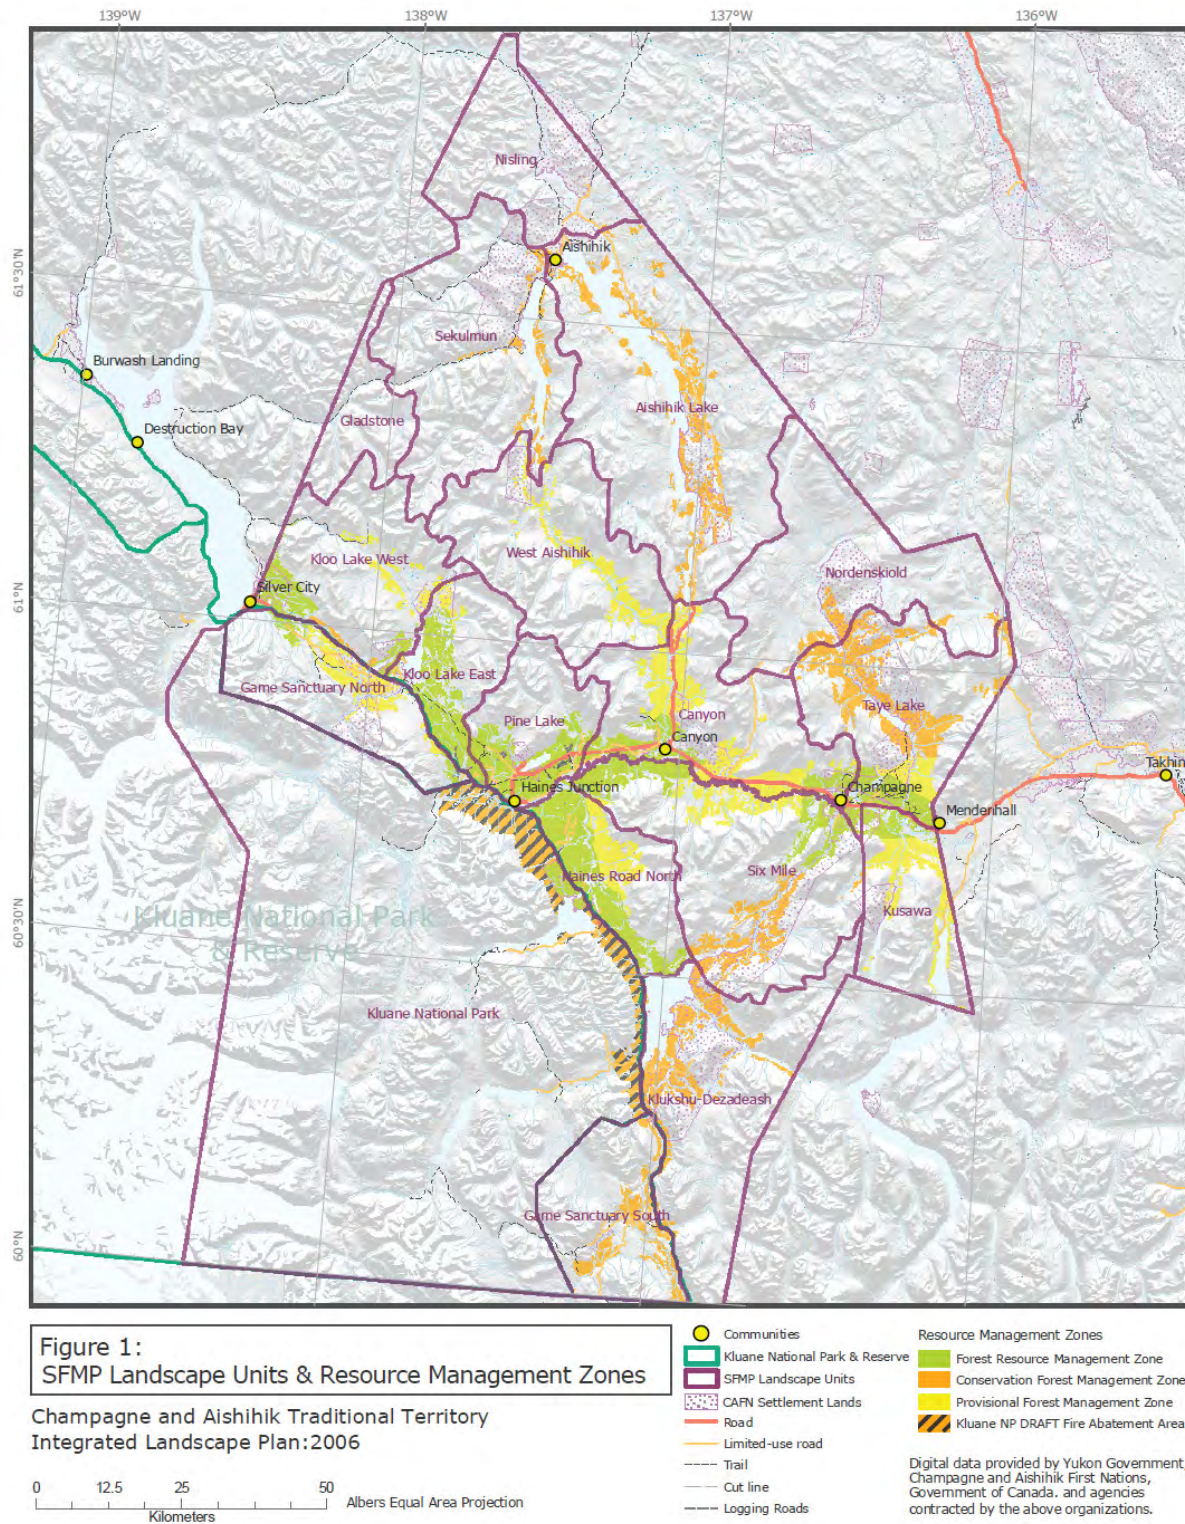 139°W
138°W
137°W
136°W
61°30'N
61°N
60°30'N
60°N
Nisling
Aishihik
Sekulmun
Burwash Landing
Aishihik Lake
Gladstone
Destruction Bay
West Aishihik
Kloo Lake West
Nordenskiold
Silver City
Kloo Lake East
Game Sanctuary North
Taye Lake
Pine Lake
Canyon
Canyon
Takhin
Haines Junction
Champagne
Mendenhall
Haines Road North
Six Mile
Kusawa
Kluane National Park
& Reserve
Kluane National Park
Klukshu-Dezadeash
Game Sanctuary South
Figure 1:
SFMP Landscape Units & Resource Management Zones
Champagne and Aishihik Traditional Territory
Integrated Landscape Plan:2006
0 12.5 25 50
Kilometers
Albers Equal Area Projection
Communities
Kluane National Park & Reserve
SFMP Landscape Units
CAFN Settlement Lands
Road
Limited-use road
Trail
Cut line
Logging Roads
Resource Management Zones
Forest Resource Management Zone
Conservation Forest Management Zone
Provisional Forest Management Zone
Kluane NP DRAFT Fire Abatement Area
Digital data provided by Yukon Government,
Champagne and Aishihik First Nations,
Government of Canada. and agencies
contracted by the above organizations.